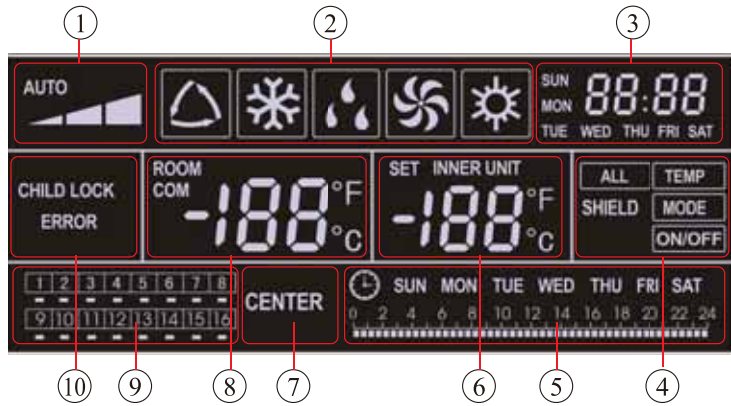 1 2 3
AUTO
SUN
MON
88:88
TUE WED THU FRI SAT
CHILD LOCK
ERROR
ROOM
COM
-188 °F
°C
SET INNER UNIT
-188 °F
°C
ALL TEMP
SHIELD MODE
ON/OFF
1 2 3 4 5 6 7 8
9 10 11 12 13 14 15 16
CENTER
SUN MON TUE WED THU FRI SAT
0 2 4 6 8 10 12 14 16 18 20 22 24
10 9 8 7 6 5 4